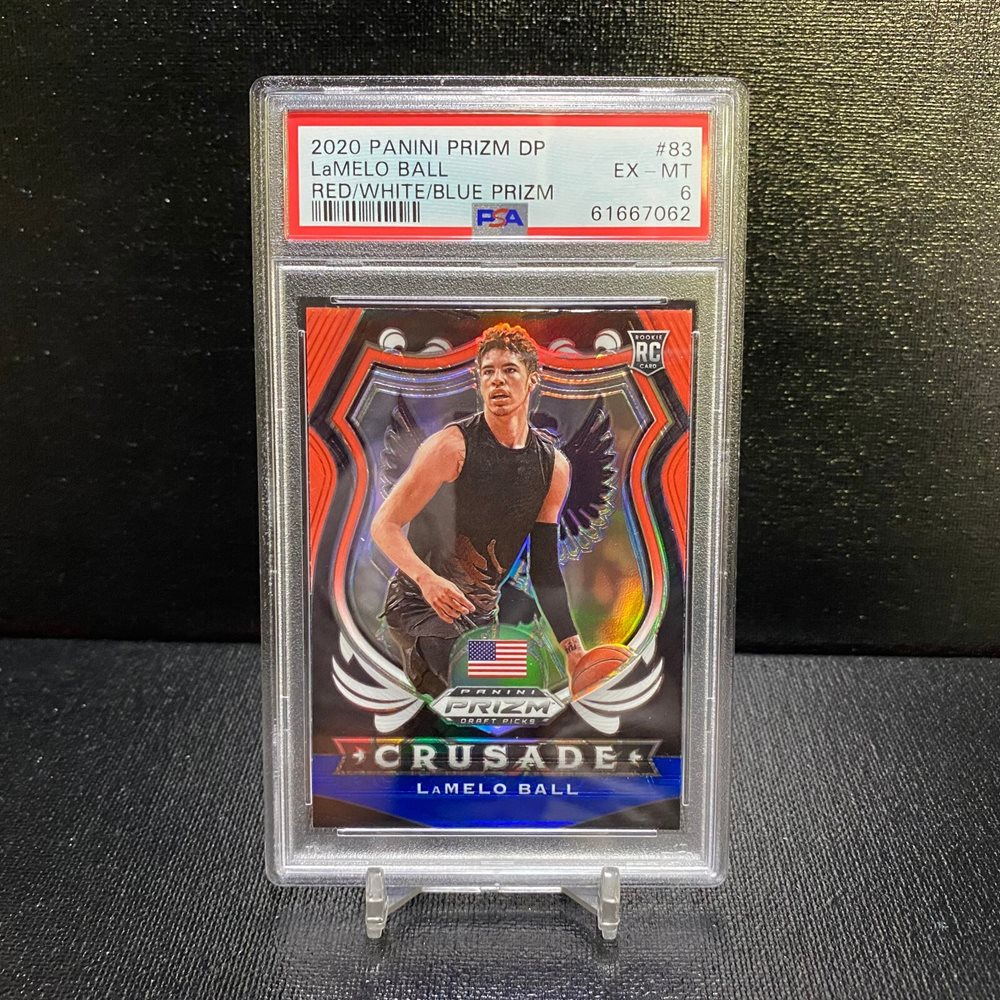 2020 PANINI PRIZM DP #83
LaMELO BALL EX - MT
RED/WHITE/BLUE PRIZM 6
PSA 61667062
ROOKIE
RC
CARD
PANINI
PRIZM
DRAFT PICKS
CRUSADE
LAMELO BALL